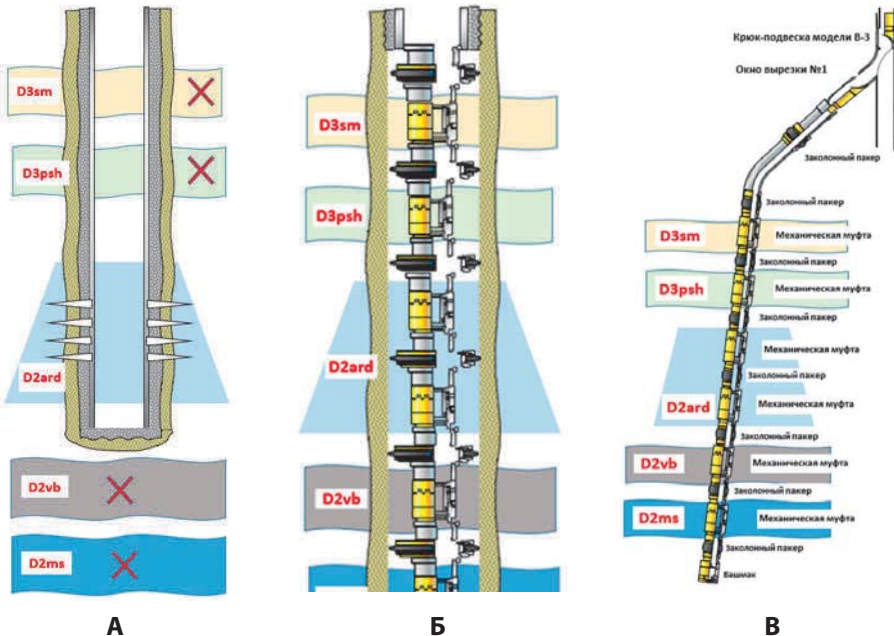 D3sm
D3psh
D2ard
D2vb
D2ms
А
D3sm
D3psh
D2ard
D2vb
Б
Крюк-подвеска модели В-3
Окно вырезки №1
Заколонный пакер
Заколонный пакер
D3sm
Механическая муфта
Заколонный пакер
D3psh
Механическая муфта
Заколонный пакер
Механическая муфта
Заколонный пакер
D2ard
Механическая муфта
Заколонный пакер
D2vb
Механическая муфта
Заколонный пакер
D2ms
Механическая муфта
Заколонный пакер
Башмак
В